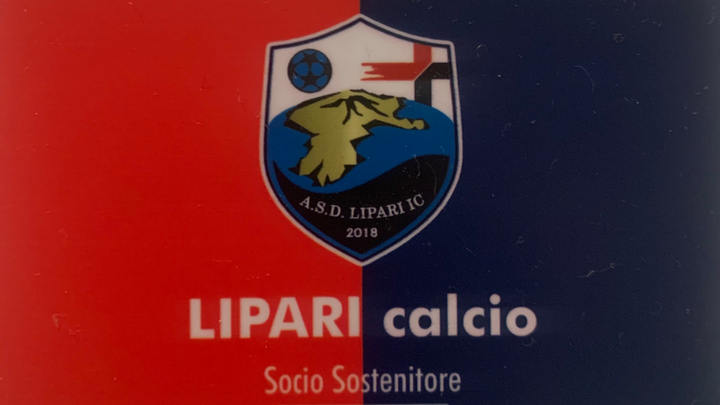 A.S.D. LIPARI IC
2018
LIPARI calcio
Socio Sostenitore